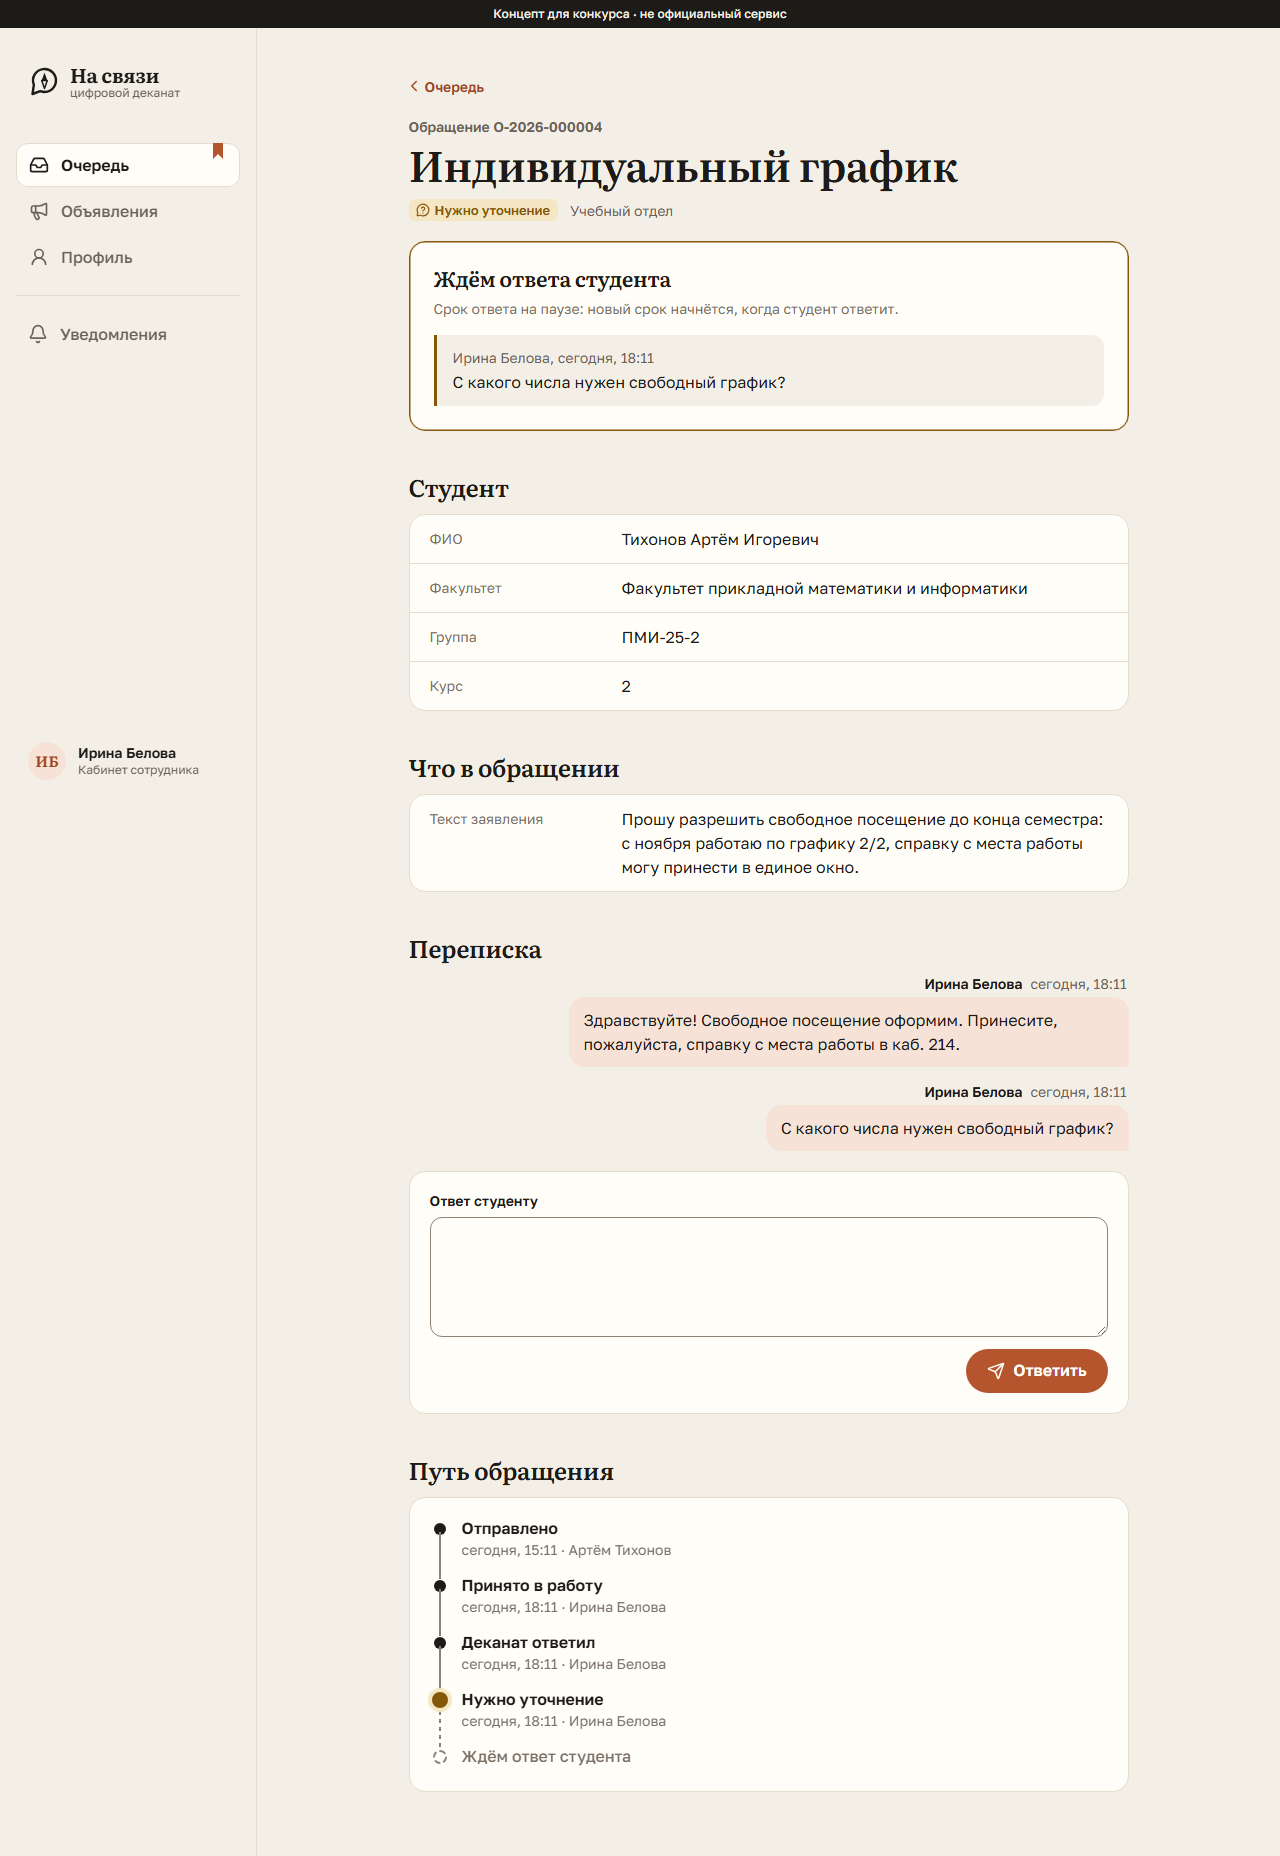 Концепт для конкурса · не официальный сервис
На связи
цифровой деканат
Очередь
Объявления
Профиль
Уведомления
ИБ
Ирина Белова
Кабинет сотрудника
Очередь
Обращение О-2026-000004
Индивидуальный график
Нужно уточнение
Учебный отдел
Ждём ответа студента
Срок ответа на паузе: новый срок начнётся, когда студент ответит.
Ирина Белова, сегодня, 18:11
С какого числа нужен свободный график?
Студент
ФИО
Тихонов Артём Игоревич
Факультет
Факультет прикладной математики и информатики
Группа
ПМИ-25-2
Курс
2
Что в обращении
Текст заявления
Прошу разрешить свободное посещение до конца семестра:
с ноября работаю по графику 2/2, справку с места работы
могу принести в единое окно.
Переписка
Ирина Белова сегодня, 18:11
Здравствуйте! Свободное посещение оформим. Принесите,
пожалуйста, справку с места работы в каб. 214.
Ирина Белова сегодня, 18:11
С какого числа нужен свободный график?
Ответ студенту
Ответить
Путь обращения
Отправлено
сегодня, 15:11 · Артём Тихонов
Принято в работу
сегодня, 18:11 · Ирина Белова
Деканат ответил
сегодня, 18:11 · Ирина Белова
Нужно уточнение
сегодня, 18:11 · Ирина Белова
Ждём ответ студента